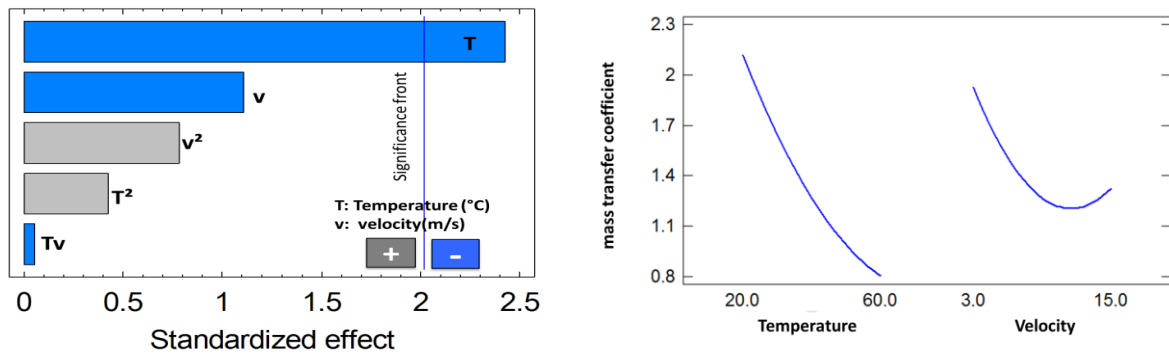 T
v
v²
T²
Tv
Significance front
T: Temperature (°C)
v: velocity(m/s)
+
-
0 0.5 1 1.5 2 2.5
Standardized effect
mass transfer coefficient
2.3
2
1.7
1.4
1.1
0.8
20.0 60.0 3.0 15.0
Temperature Velocity